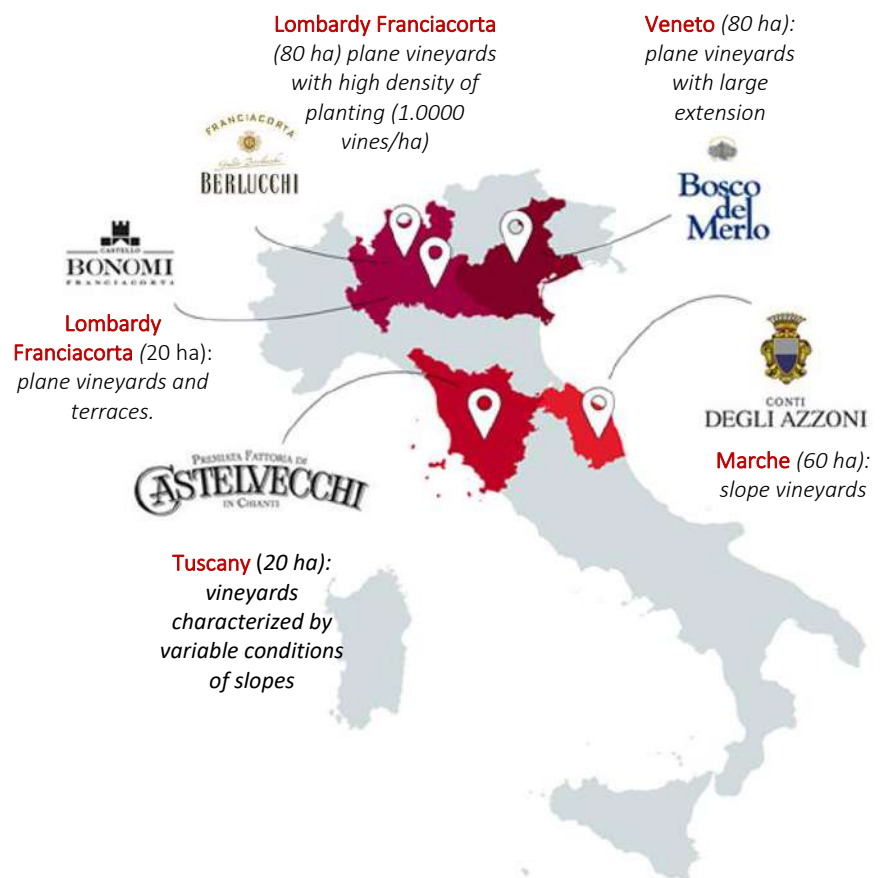 Lombardy Franciacorta
(80 ha) plane vineyards
with high density of
planting (1.0000
vines/ha)
Veneto (80 ha):
plane vineyards
with large
extension
FRANCIACORTA
Guido Berlucchi
BERLUCCHI
Bosco
del
Merlo
CASTELLO
BONOMI
FRANCIACORTA
Lombardy
Franciacorta (20 ha):
plane vineyards and
terraces.
CONTI
DEGLI AZZONI
Marche (60 ha):
slope vineyards
PREMIATA FATTORIA DI
CASTELVECCHI
IN CHIANTI
Tuscany (20 ha):
vineyards
characterized by
variable conditions
of slopes